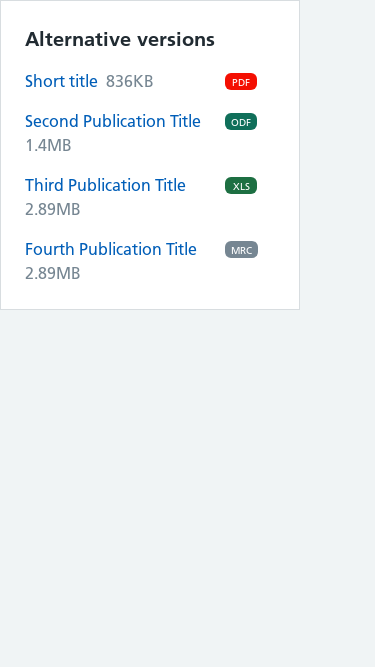 Alternative versions
Short title 836KB PDF
Second Publication Title ODF
1.4MB
Third Publication Title XLS
2.89MB
Fourth Publication Title MRC
2.89MB